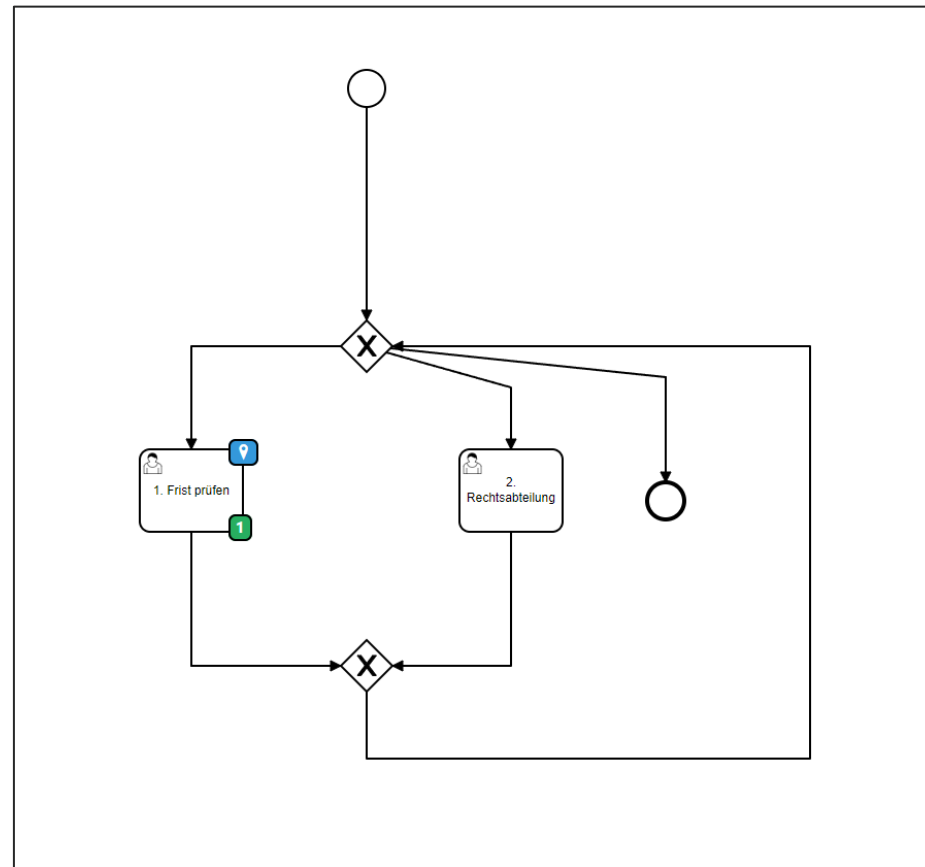 X
1. Frist prüfen
1
2.
Rechtsabteilung
X